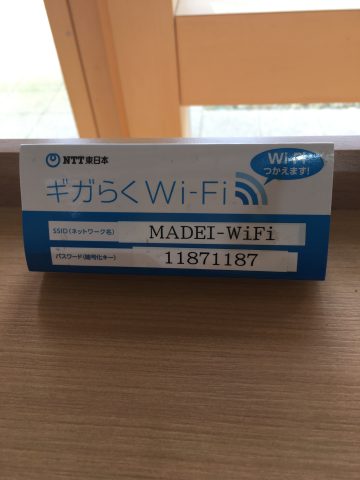 NTT東日本
Wi-Fi
つかえます!
ギガらくWi-Fi
SSID(ネットワーク名) MADEI-WiFi
パスワード(暗号化キー) 11871187